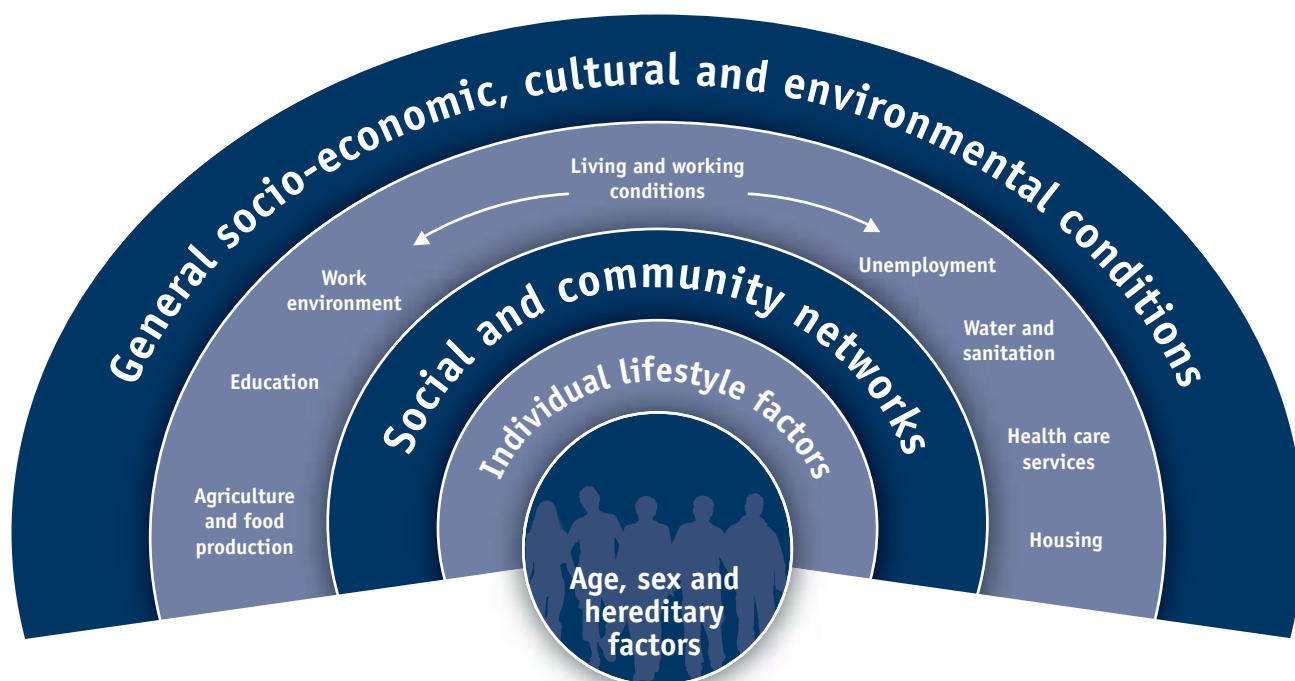 General socio-economic, cultural and environmental conditions
Living and working
conditions
Work
environment
Education
Agriculture
and food
production
Unemployment
Water and
sanitation
Health care
services
Housing
Social and community networks
Individual lifestyle factors
Age, sex and
hereditary
factors